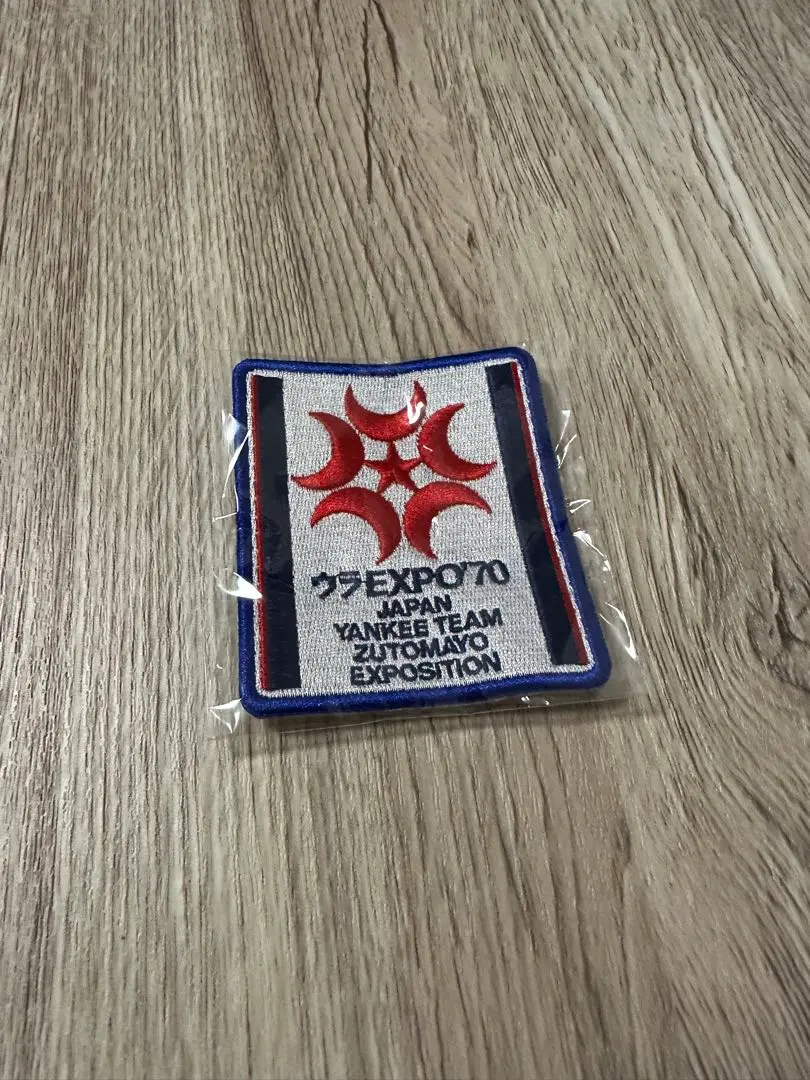 ウラEXPO'70
JAPAN
YANKEE TEAM
ZUTOMAYO
EXPOSITION